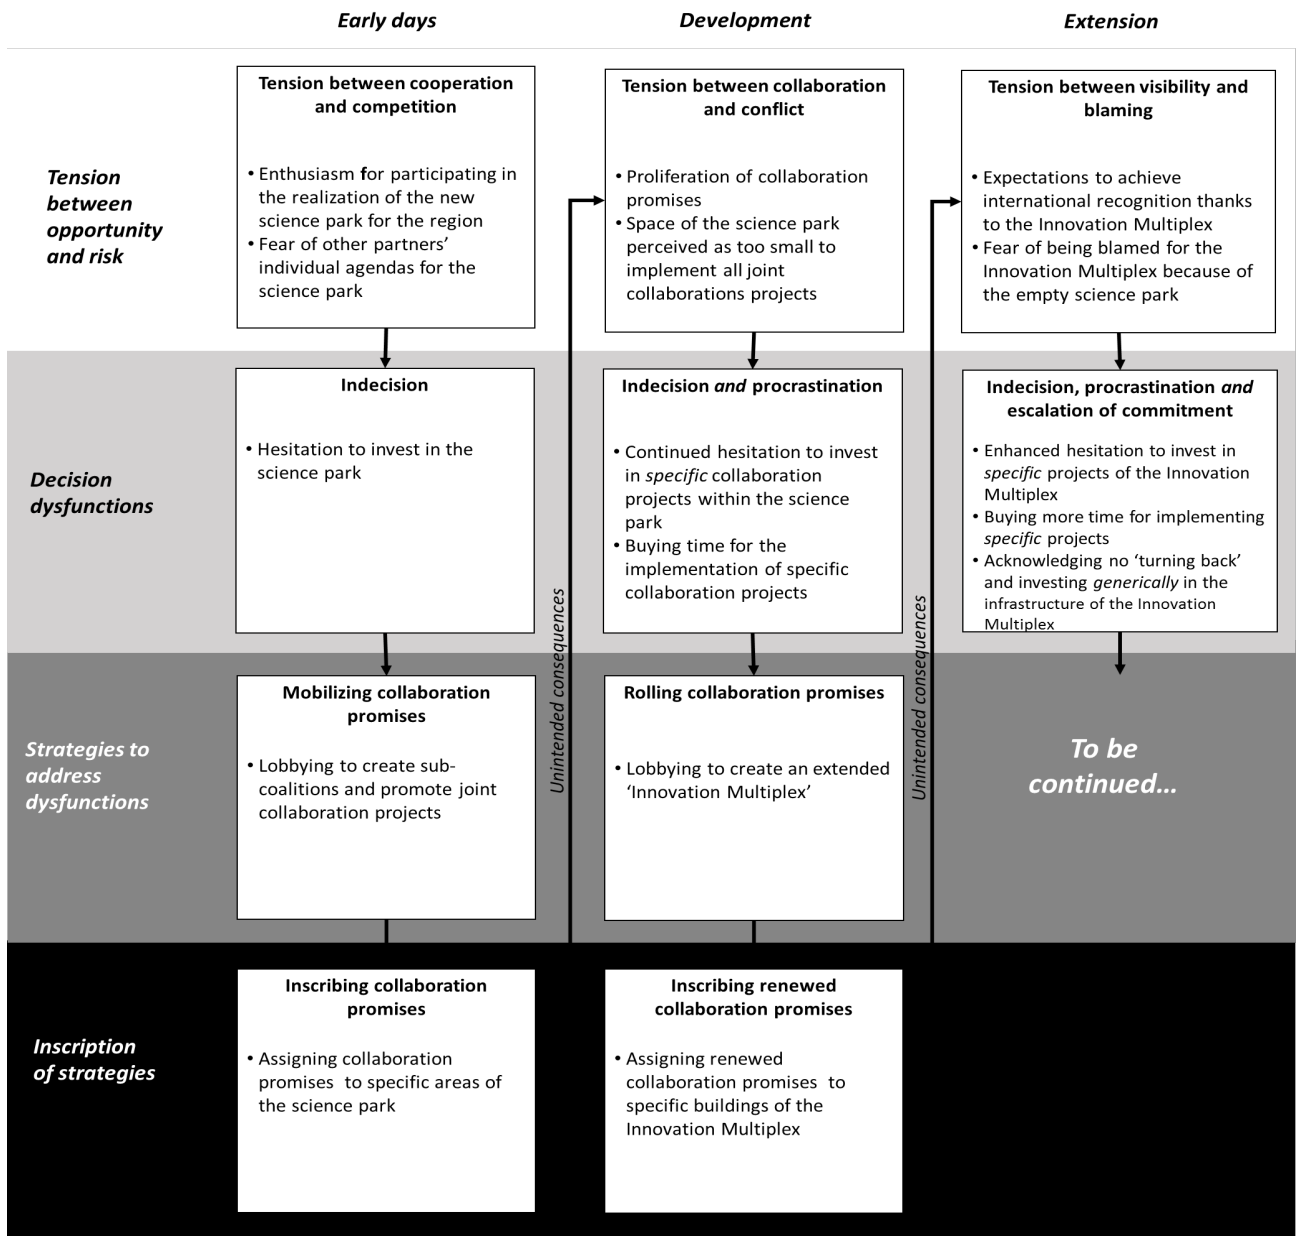 Early days
Development
Extension
Tension
between
opportunity
and risk
Tension between cooperation
and competition
• Enthusiasm for participating in
the realization of the new
science park for the region
• Fear of other partners'
individual agendas for the
science park
Tension between collaboration
and conflict
• Proliferation of collaboration
promises
• Space of the science park
perceived as too small to
implement all joint
collaborations projects
Tension between visibility and
blaming
• Expectations to achieve
international recognition thanks
to the Innovation Multiplex
• Fear of being blamed for the
Innovation Multiplex because of
the empty science park
Decision
dysfunctions
Indecision
• Hesitation to invest in the
science park
Indecision and procrastination
• Continued hesitation to invest
in specific collaboration
projects within the science
park
• Buying time for the
implementation of specific
collaboration projects
Indecision, procrastination and
escalation of commitment
• Enhanced hesitation to invest in
specific projects of the Innovation
Multiplex
• Buying more time for implementing
specific projects
• Acknowledging no ‘turning back’
and investing generically in the
infrastructure of the Innovation
Multiplex
Unintended consequences
Unintended consequences
Strategies to
address
dysfunctions
Mobilizing collaboration
promises
• Lobbying to create sub-
coalitions and promote joint
collaboration projects
Rolling collaboration promises
• Lobbying to create an extended
‘Innovation Multiplex’
To be
continued…
Inscription
of strategies
Inscribing collaboration
promises
• Assigning collaboration
promises to specific areas of
the science park
Inscribing renewed
collaboration promises
• Assigning renewed
collaboration promises to
specific buildings of the
Innovation Multiplex